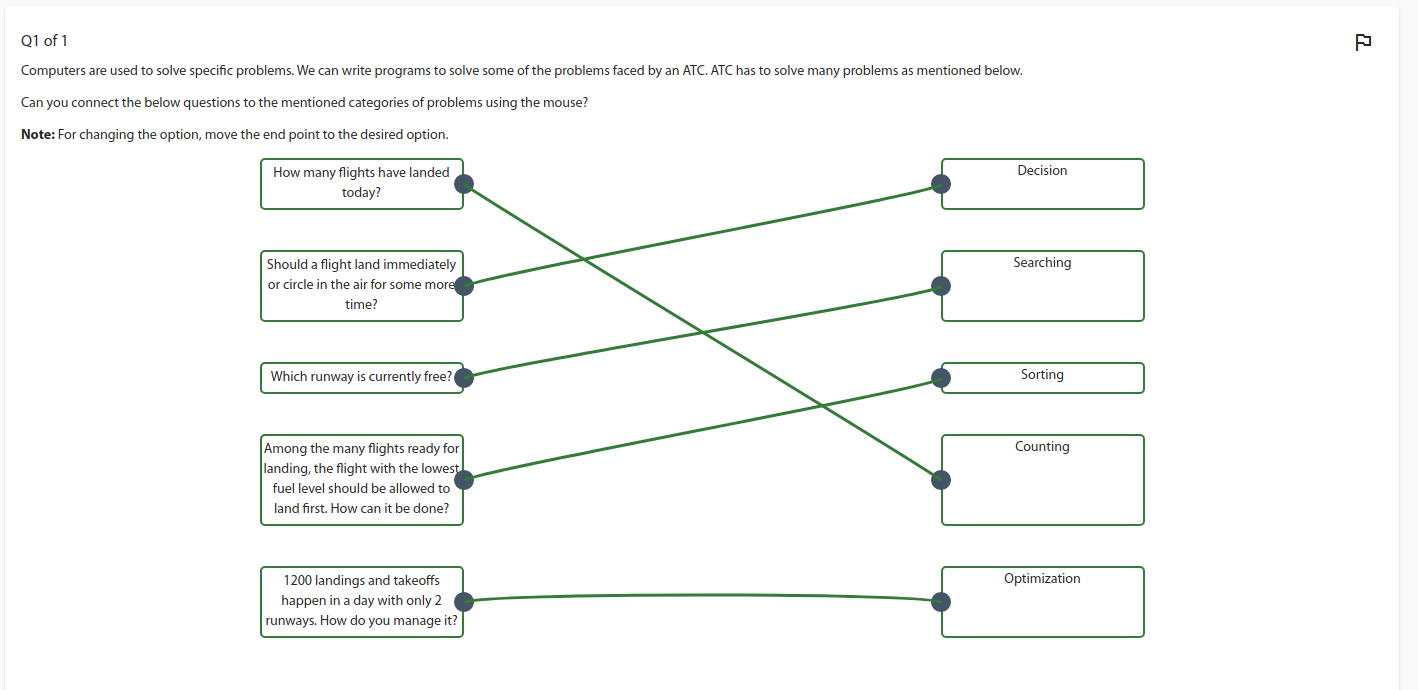 Q1 of 1
Computers are used to solve specific problems. We can write programs to solve some of the problems faced by an ATC. ATC has to solve many problems as mentioned below.
Can you connect the below questions to the mentioned categories of problems using the mouse?
Note: For changing the option, move the end point to the desired option.
How many flights have landed
today?
Decision
Should a flight land immediately
or circle in the air for some more
time?
Searching
Which runway is currently free?
Sorting
Among the many flights ready for
landing, the flight with the lowest
fuel level should be allowed to
land first. How can it be done?
Counting
1200 landings and takeoffs
happen in a day with only 2
runways. How do you manage it?
Optimization